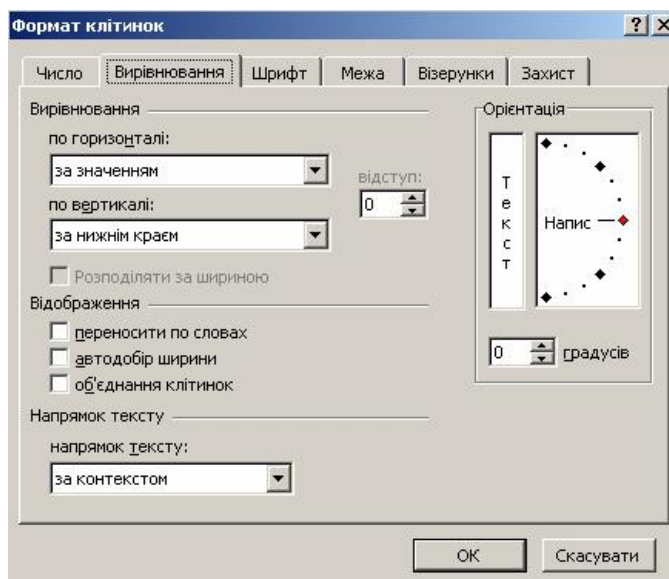 Формат клітинок
Число Вирівнювання Шрифт Межа Візерунки Захист
Вирівнювання
по горизонталі:
за значенням
відступ:
0
по вертикалі:
за нижнім краєм
Розподіляти за шириною
Відображення
переносити по словах
автодобір ширини
об'єднання клітинок
Напрямок тексту
напрямок тексту:
за контекстом
Орієнтація
Текст
Напис
0 градусів
ОК Скасувати